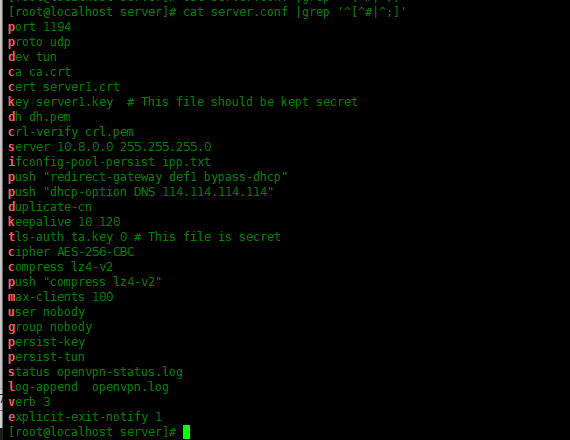 [root@localhost server]# cat server.conf |grep '^[^#|^;]'
port 1194
proto udp
dev tun
ca ca.crt
cert server1.crt
key server1.key  # This file should be kept secret
dh dh.pem
crl-verify crl.pem
server 10.8.0.0 255.255.255.0
ifconfig-pool-persist ipp.txt
push "redirect-gateway def1 bypass-dhcp"
push "dhcp-option DNS 114.114.114.114"
duplicate-cn
keepalive 10 120
tls-auth ta.key 0 # This file is secret
cipher AES-256-CBC
compress lz4-v2
push "compress lz4-v2"
max-clients 100
user nobody
group nobody
persist-key
persist-tun
status openvpn-status.log
log-append  openvpn.log
verb 3
explicit-exit-notify 1
[root@localhost server]#